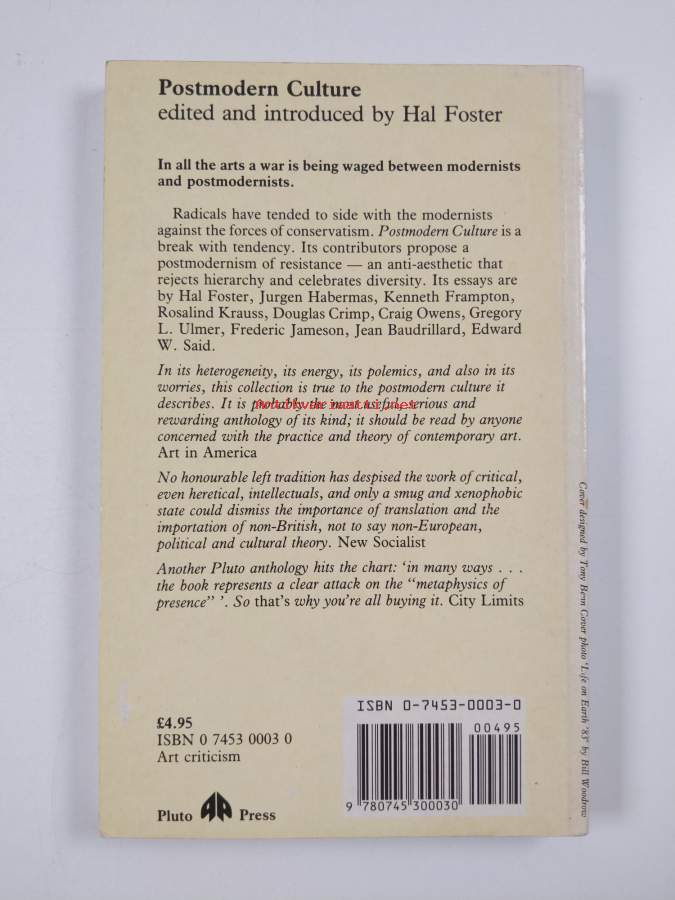 Postmodern Culture
edited and introduced by Hal Foster
In all the arts a war is being waged between modernists
and postmodernists.
Radicals have tended to side with the modernists
against the forces of conservatism. Postmodern Culture is a
break with tendency. Its contributors propose a
postmodernism of resistance — an anti-aesthetic that
rejects hierarchy and celebrates diversity. Its essays are
by Hal Foster, Jurgen Habermas, Kenneth Frampton,
Rosalind Krauss, Douglas Crimp, Craig Owens, Gregory
L. Ulmer, Frederic Jameson, Jean Baudrillard, Edward
W. Said.
In its heterogeneity, its energy, its polemics, and also in its
worries, this collection is true to the postmodern culture it
describes. It is probably the most useful, serious and
rewarding anthology of its kind; it should be read by anyone
concerned with the practice and theory of contemporary art.
Art in America
No honourable left tradition has despised the work of critical,
even heretical, intellectuals, and only a smug and xenophobic
state could dismiss the importance of translation and the
importation of non-British, not to say non-European,
political and cultural theory. New Socialist
Another Pluto anthology hits the chart: ‘in many ways . . .
the book represents a clear attack on the “metaphysics of
presence” ’. So that's why you're all buying it. City Limits
£4.95
ISBN 0 7453 0003 0
Art criticism
Pluto Press
ISBN 0-7453-0003-0
00495
9 780745 300030
Cover designed by Tony Benn Cover photo ‘Life on Earth ’83’ by Bill Woodrow